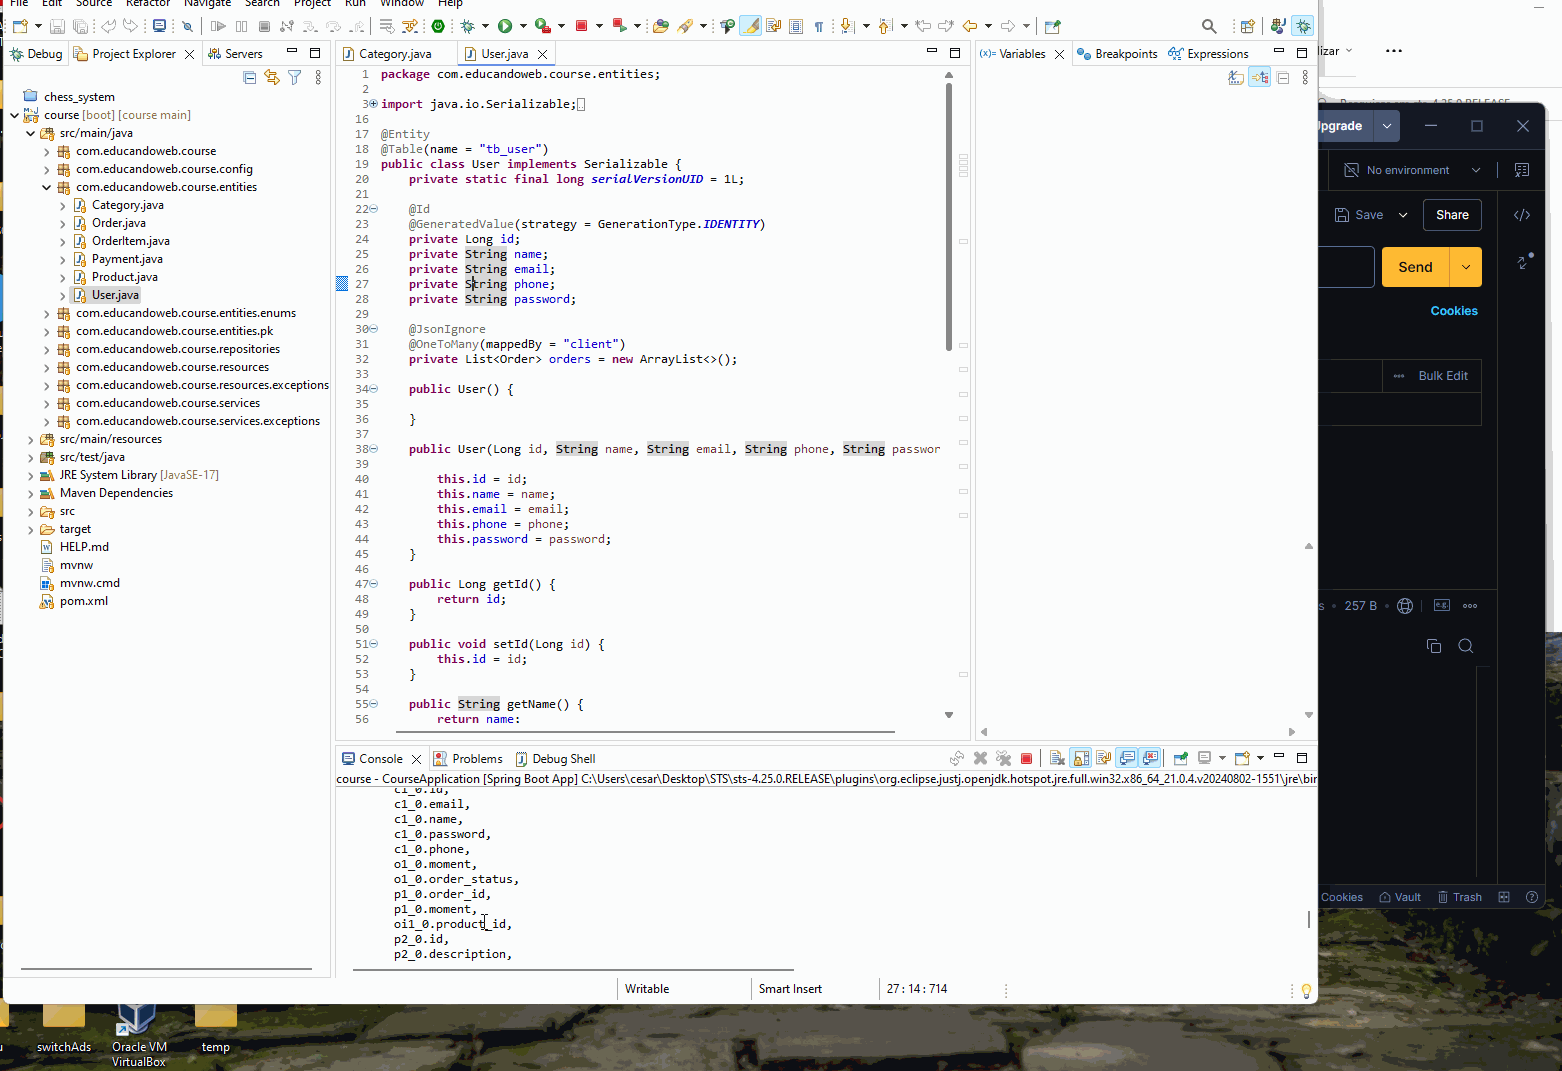 File Edit Source Refactor Navigate Search Project Run Window Help
Debug Project Explorer Servers
chess_system
course [boot] [course main]
src/main/java
com.educandoweb.course
com.educandoweb.course.config
com.educandoweb.course.entities
Category.java
Order.java
OrderItem.java
Payment.java
Product.java
User.java
com.educandoweb.course.entities.enums
com.educandoweb.course.entities.pk
com.educandoweb.course.repositories
com.educandoweb.course.resources
com.educandoweb.course.resources.exceptions
com.educandoweb.course.services
com.educandoweb.course.services.exceptions
src/main/resources
src/test/java
JRE System Library [JavaSE-17]
Maven Dependencies
src
target
HELP.md
mvnw
mvnw.cmd
pom.xml
Category.java User.java
1 package com.educandoweb.course.entities;
2
3 import java.io.Serializable;
16
17 @Entity
18 @Table(name = "tb_user")
19 public class User implements Serializable {
20 private static final long serialVersionUID = 1L;
21
22 @Id
23 @GeneratedValue(strategy = GenerationType.IDENTITY)
24 private Long id;
25 private String name;
26 private String email;
27 private String phone;
28 private String password;
29
30 @JsonIgnore
31 @OneToMany(mappedBy = "client")
32 private List<Order> orders = new ArrayList<>();
33
34 public User() {
35
36 }
37
38 public User(Long id, String name, String email, String phone, String passwor
39
40 this.id = id;
41 this.name = name;
42 this.email = email;
43 this.phone = phone;
44 this.password = password;
45 }
46
47 public Long getId() {
48 return id;
49 }
50
51 public void setId(Long id) {
52 this.id = id;
53 }
54
55 public String getName() {
56 return name;
(x)= Variables Breakpoints Expressions
Console Problems Debug Shell
course - CourseApplication [Spring Boot App] C:\Users\cesar\Desktop\STS\sts-4.25.0.RELEASE\plugins\org.eclipse.justj.openjdk.hotspot.jre.full.win32.x86_64_21.0.4.v20240802-1551\jre\bin
c1_0.id,
c1_0.email,
c1_0.name,
c1_0.password,
c1_0.phone,
o1_0.moment,
o1_0.order_status,
p1_0.order_id,
p1_0.moment,
oi1_0.product_id,
p2_0.id,
p2_0.description,
Writable Smart Insert 27 : 14 : 714
lizar
Upgrade
No environment
Save Share
Send
Cookies
Bulk Edit
s 257 B e.g.
Cookies Vault Trash
switchAds
Oracle VM
VirtualBox
temp